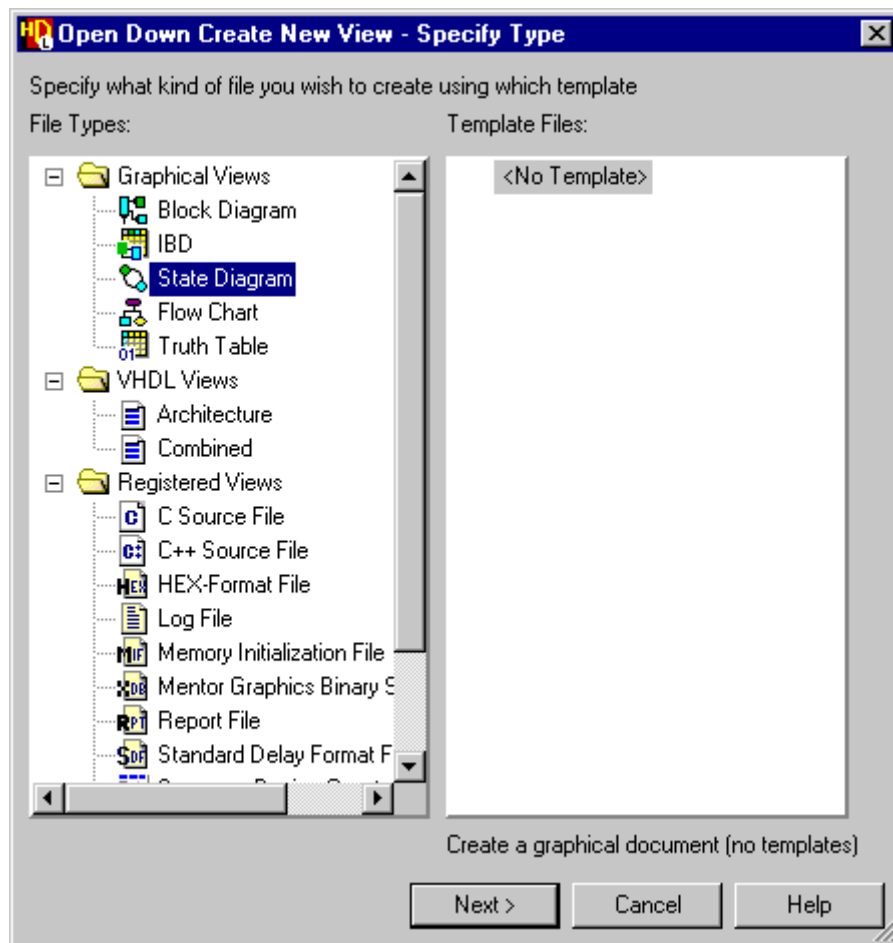 Open Down Create New View - Specify Type
Specify what kind of file you wish to create using which template
File Types:
Template Files:
Graphical Views
Block Diagram
IBD
State Diagram
Flow Chart
Truth Table
VHDL Views
Architecture
Combined
Registered Views
C Source File
C++ Source File
HEX-Format File
Log File
Memory Initialization File
Mentor Graphics Binary S
Report File
Standard Delay Format F
<No Template>
Create a graphical document (no templates)
Next >
Cancel
Help